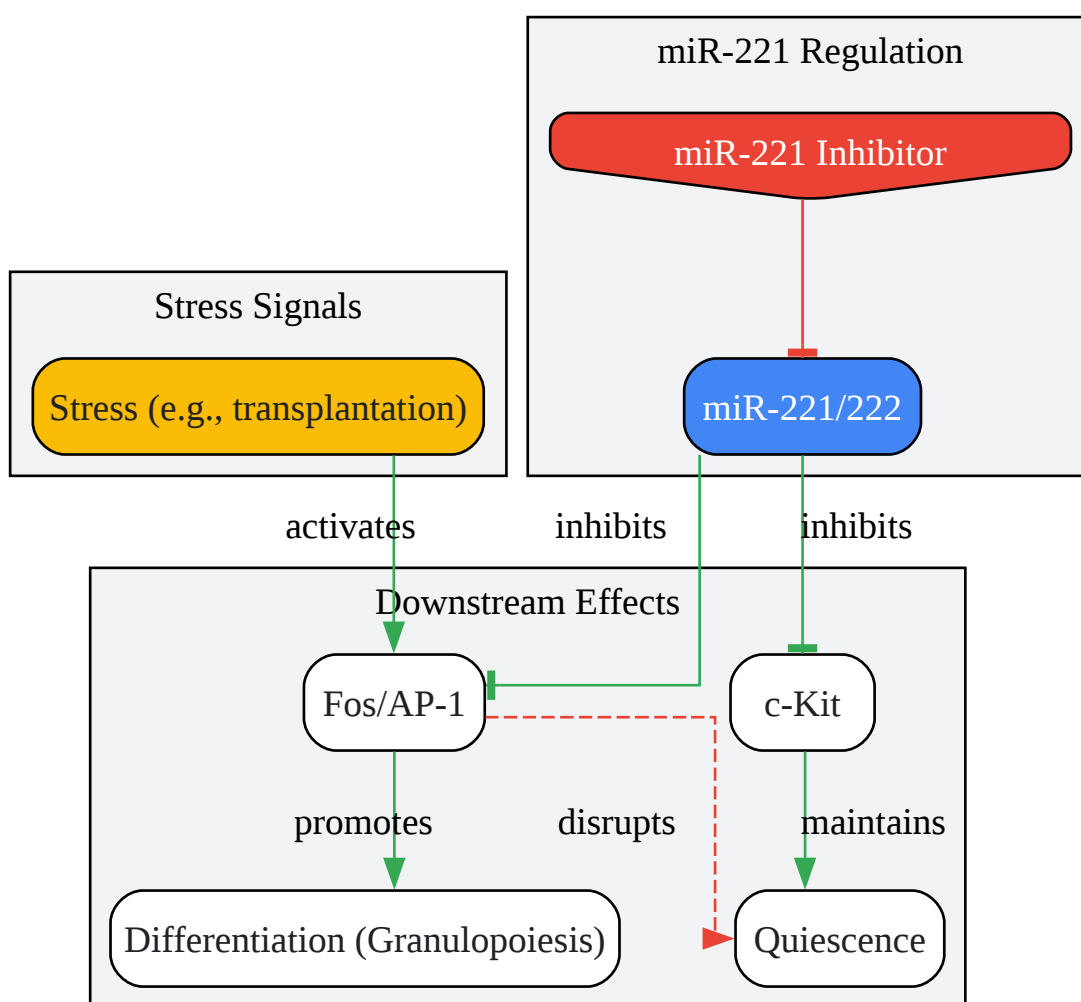 miR-221 Regulation
miR-221 Inhibitor
Stress Signals
Stress (e.g., transplantation)
miR-221/222
activates
inhibits
inhibits
Downstream Effects
Fos/AP-1
c-Kit
promotes
disrupts
maintains
Differentiation (Granulopoiesis)
Quiescence